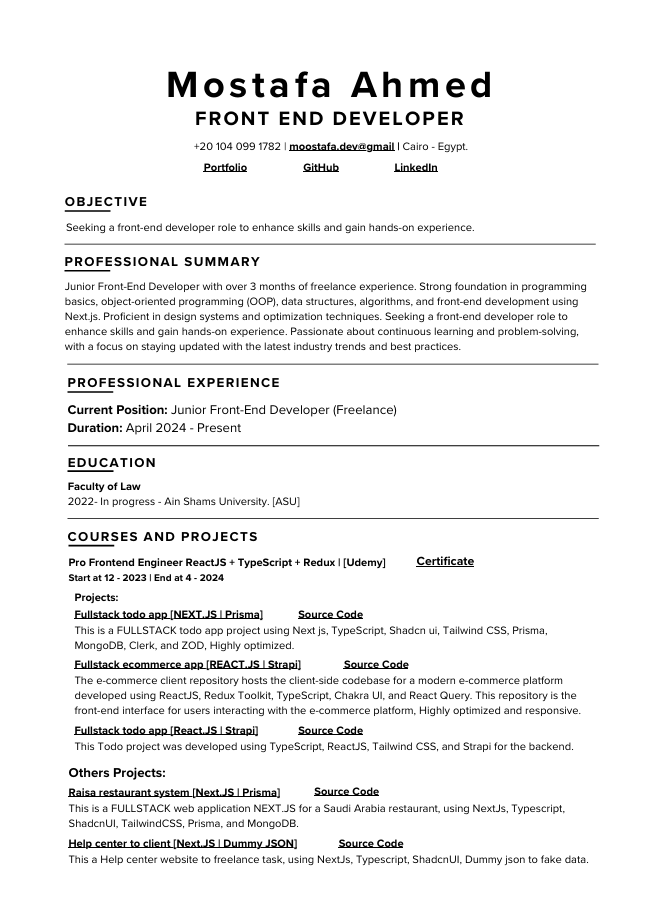 Mostafa Ahmed
FRONT END DEVELOPER
+20 104 099 1782 | moostafa.dev@gmail | Cairo - Egypt.
Portfolio GitHub LinkedIn
OBJECTIVE
Seeking a front-end developer role to enhance skills and gain hands-on experience.
PROFESSIONAL SUMMARY
Junior Front-End Developer with over 3 months of freelance experience. Strong foundation in programming
basics, object-oriented programming (OOP), data structures, algorithms, and front-end development using
Next.js. Proficient in design systems and optimization techniques. Seeking a front-end developer role to
enhance skills and gain hands-on experience. Passionate about continuous learning and problem-solving,
with a focus on staying updated with the latest industry trends and best practices.
PROFESSIONAL EXPERIENCE
Current Position: Junior Front-End Developer (Freelance)
Duration: April 2024 - Present
EDUCATION
Faculty of Law
2022- In progress - Ain Shams University. [ASU]
COURSES AND PROJECTS
Pro Frontend Engineer ReactJS + TypeScript + Redux | [Udemy] Certificate
Start at 12 - 2023 | End at 4 - 2024
Projects:
Fullstack todo app [NEXT.JS | Prisma] Source Code
This is a FULLSTACK todo app project using Next js, TypeScript, Shadcn ui, Tailwind CSS, Prisma,
MongoDB, Clerk, and ZOD, Highly optimized.
Fullstack ecommerce app [REACT.JS | Strapi] Source Code
The e-commerce client repository hosts the client-side codebase for a modern e-commerce platform
developed using ReactJS, Redux Toolkit, TypeScript, Chakra UI, and React Query. This repository is the
front-end interface for users interacting with the e-commerce platform, Highly optimized and responsive.
Fullstack todo app [React.JS | Strapi] Source Code
This Todo project was developed using TypeScript, ReactJS, Tailwind CSS, and Strapi for the backend.
Others Projects:
Raisa restaurant system [Next.JS | Prisma] Source Code
This is a FULLSTACK web application NEXT.JS for a Saudi Arabia restaurant, using NextJs, Typescript,
ShadcnUI, TailwindCSS, Prisma, and MongoDB.
Help center to client [Next.JS | Dummy JSON] Source Code
This a Help center website to freelance task, using NextJs, Typescript, ShadcnUI, Dummy json to fake data.